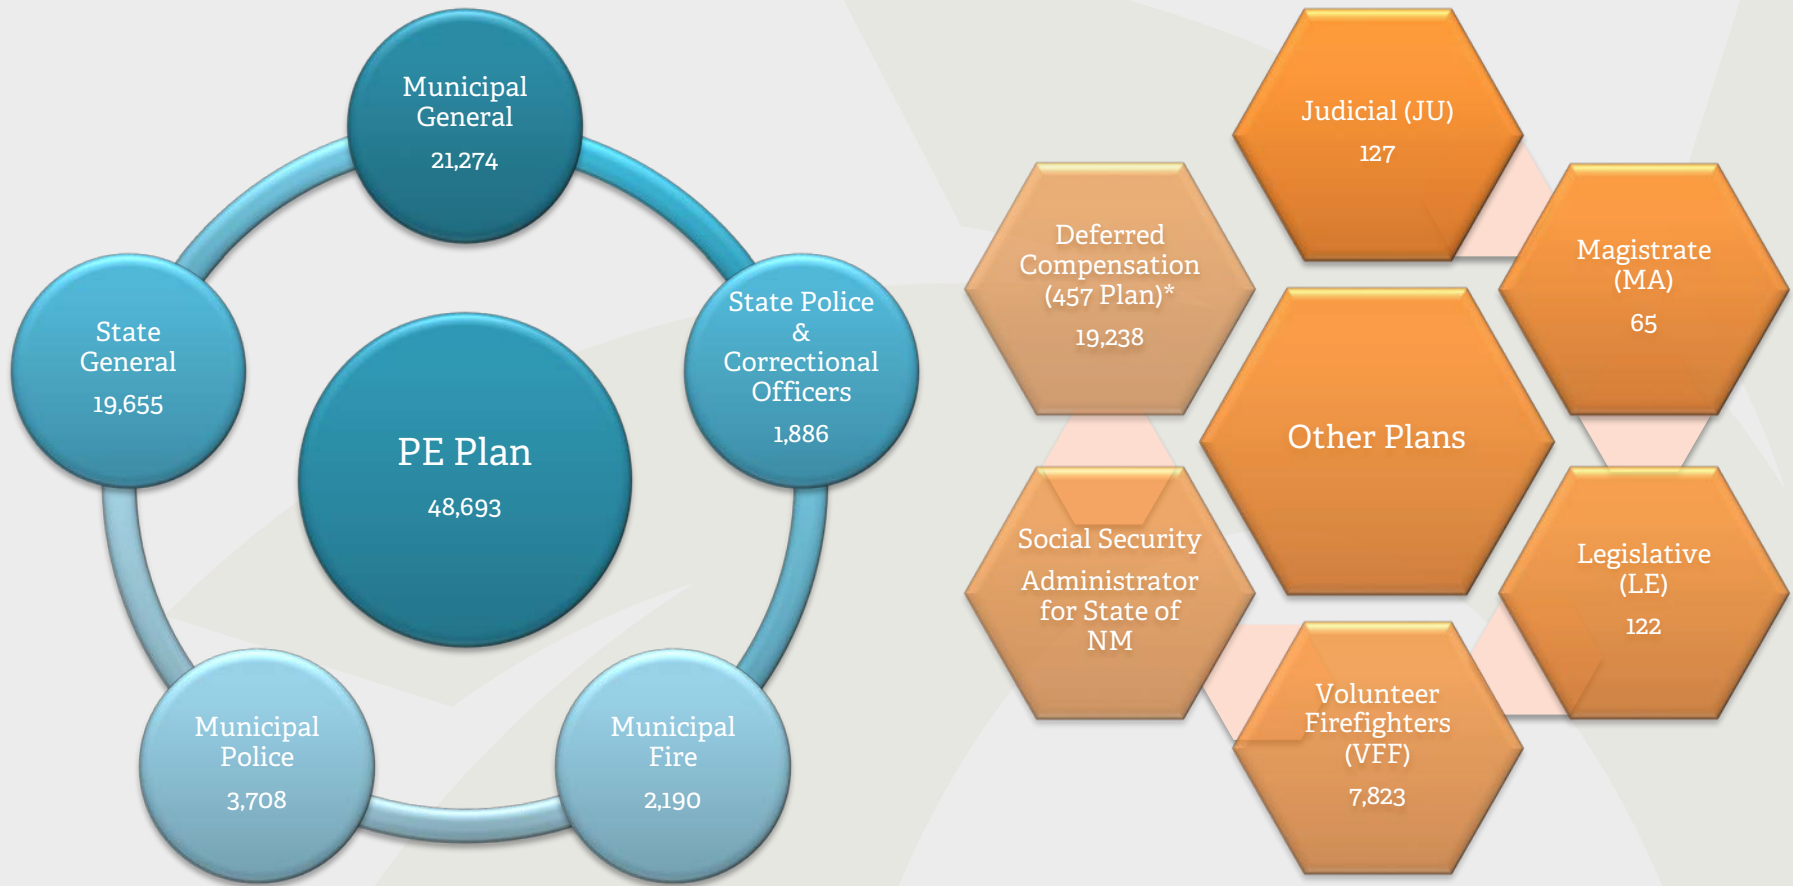 Municipal
General
21,274
State Police
&
Correctional
Officers
1,886
Municipal
Fire
2,190
Municipal
Police
3,708
State
General
19,655
PE Plan
48,693
Judicial (JU)
127
Magistrate
(MA)
65
Legislative
(LE)
122
Volunteer
Firefighters
(VFF)
7,823
Social Security
Administrator
for State of
NM
Deferred
Compensation
(457 Plan)*
19,238
Other Plans